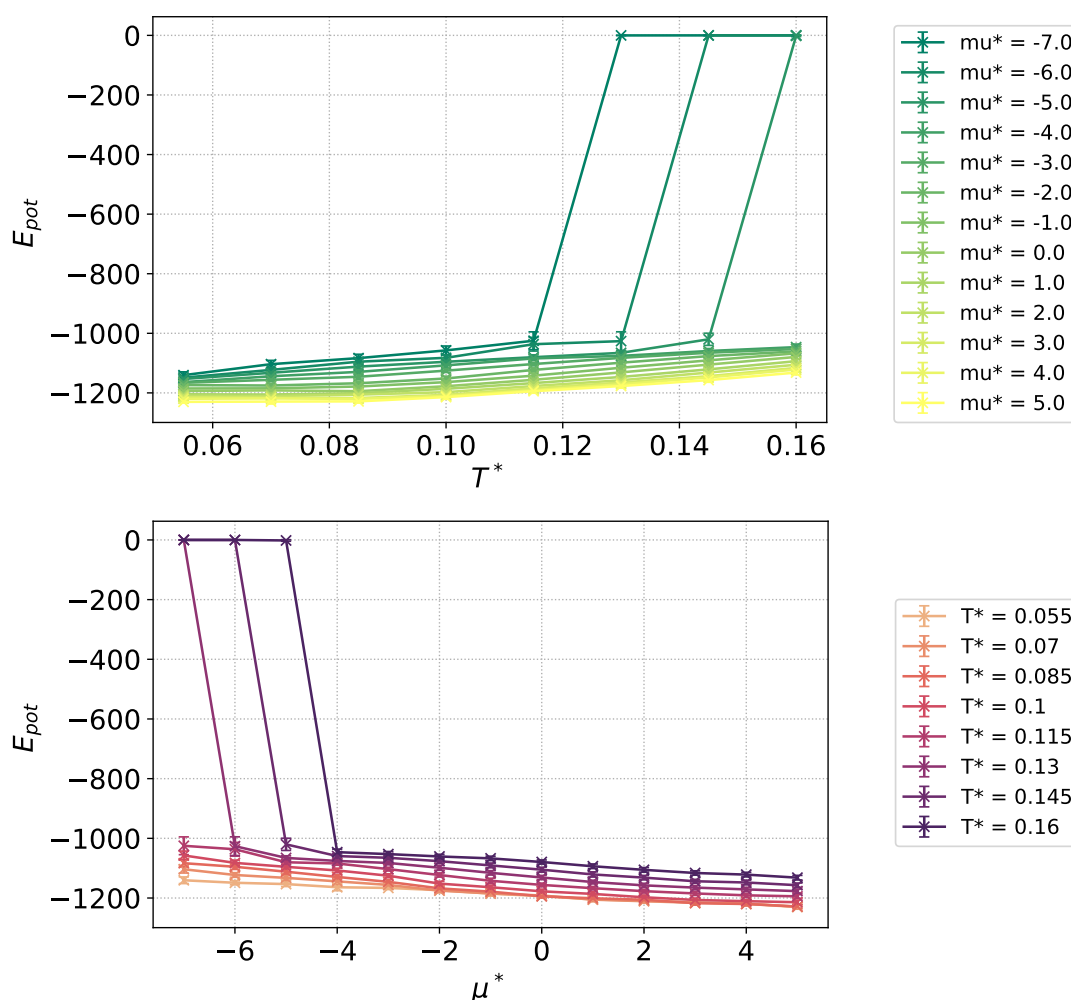 0
−200
−400
−600
−800
−1000
−1200
E_pot
0.06 0.08 0.10 0.12 0.14 0.16
T*
mu* = -7.0
mu* = -6.0
mu* = -5.0
mu* = -4.0
mu* = -3.0
mu* = -2.0
mu* = -1.0
mu* = 0.0
mu* = 1.0
mu* = 2.0
mu* = 3.0
mu* = 4.0
mu* = 5.0
0
−200
−400
−600
−800
−1000
−1200
E_pot
−6 −4 −2 0 2 4
μ*
T* = 0.055
T* = 0.07
T* = 0.085
T* = 0.1
T* = 0.115
T* = 0.13
T* = 0.145
T* = 0.16